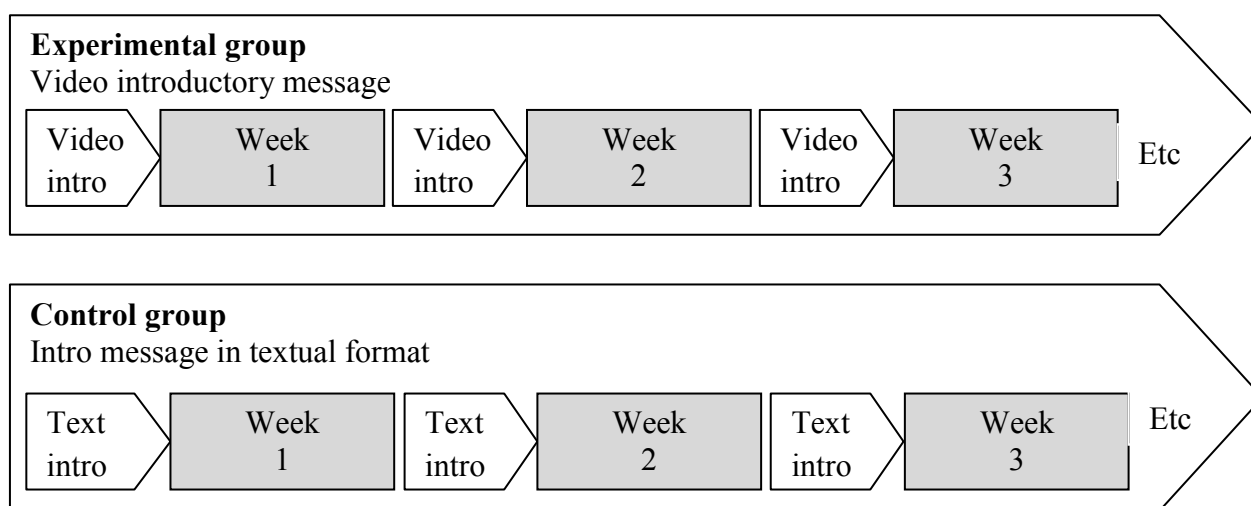 Experimental group
Video introductory message
Video
intro
Week
1
Video
intro
Week
2
Video
intro
Week
3
Etc
Control group
Intro message in textual format
Text
intro
Week
1
Text
intro
Week
2
Text
intro
Week
3
Etc